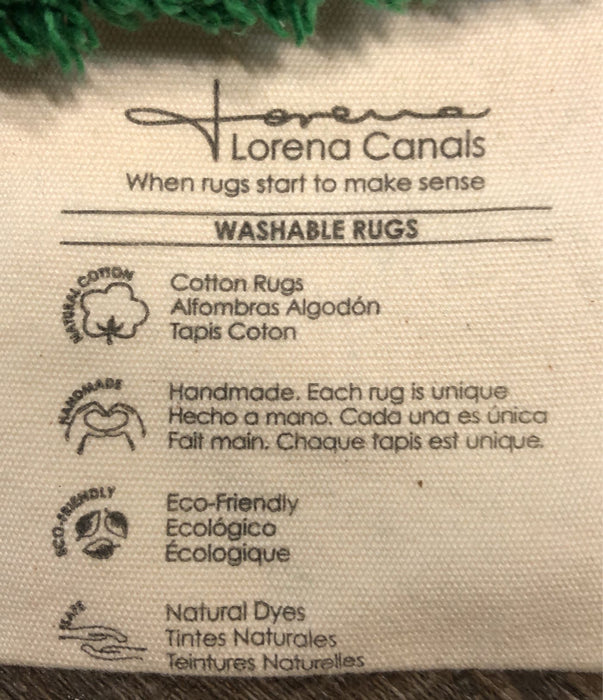 Lorena
Lorena Canals
When rugs start to make sense
WASHABLE RUGS
NATURAL COTTON
Cotton Rugs
Alfombras Algodón
Tapis Coton
HANDMADE
Handmade. Each rug is unique
Hecho a mano. Cada una es única
Fait main. Chaque tapis est unique.
ECO-FRIENDLY
Eco-Friendly
Ecológico
Écologique
SAFE
Natural Dyes
Tintes Naturales
Teintures Naturelles